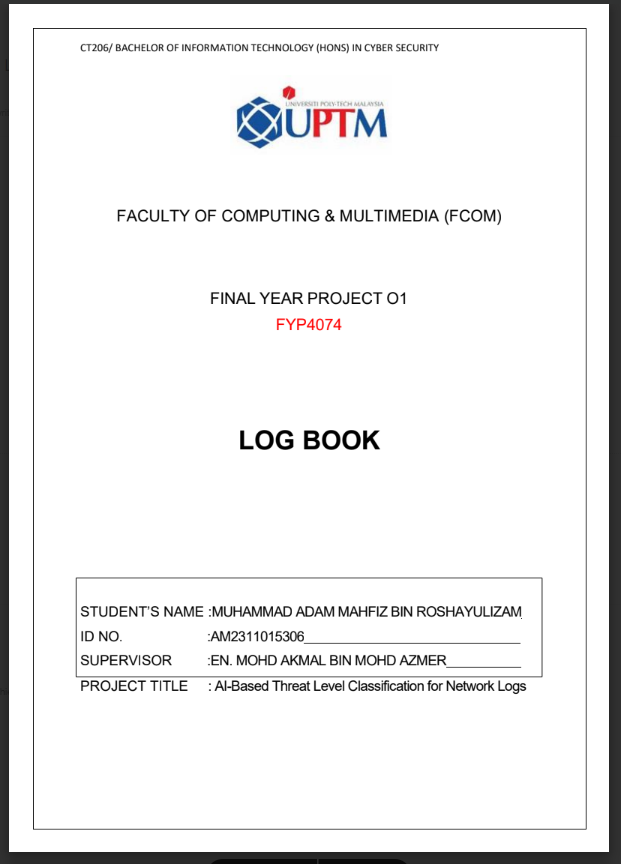 CT206/ BACHELOR OF INFORMATION TECHNOLOGY (HONS) IN CYBER SECURITY
UNIVERSITI POLY-TECH MALAYSIA
UPTM
FACULTY OF COMPUTING & MULTIMEDIA (FCOM)
FINAL YEAR PROJECT O1
FYP4074
LOG BOOK
STUDENT'S NAME :MUHAMMAD ADAM MAHFIZ BIN ROSHAYULIZAM
ID NO. :AM2311015306
SUPERVISOR :EN. MOHD AKMAL BIN MOHD AZMER
PROJECT TITLE : AI-Based Threat Level Classification for Network Logs